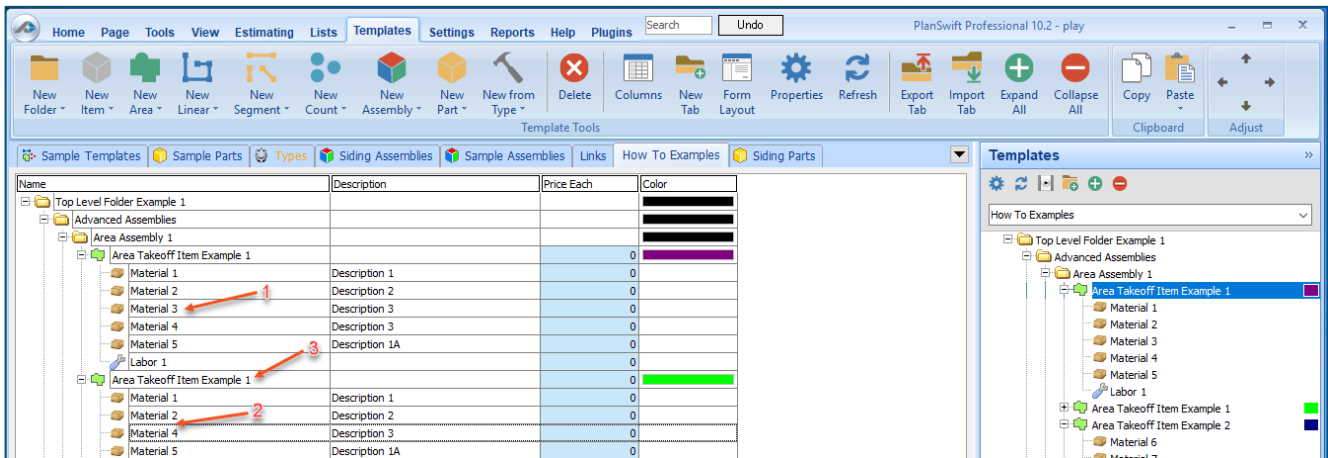 Home Page Tools View Estimating Lists Templates Settings Reports Help Plugins Search Undo PlanSwift Professional 10.2 - play
New Folder New Item New Area New Linear New Segment New Count New Assembly New Part New from Type Delete Columns New Tab Form Layout Properties Refresh Export Tab Import Tab Expand All Collapse All Copy Paste
Template Tools Clipboard Adjust
Sample Templates Sample Parts Types Siding Assemblies Sample Assemblies Links How To Examples Siding Parts
Name Description Price Each Color
Top Level Folder Example 1
Advanced Assemblies
Area Assembly 1
Area Takeoff Item Example 1 0
Material 1 Description 1 0
Material 2 Description 2 0
1
Material 3 Description 3 0
Material 4 Description 3 0
Material 5 Description 1A 0
3
Labor 1 0
Area Takeoff Item Example 1 0
Material 1 Description 1 0
Material 2 Description 2 0
2
Material 4 Description 3 0
Material 5 Description 1A 0
Templates
How To Examples
Top Level Folder Example 1
Advanced Assemblies
Area Assembly 1
Area Takeoff Item Example 1
Material 1
Material 2
Material 3
Material 4
Material 5
Labor 1
Area Takeoff Item Example 1
Area Takeoff Item Example 2
Material 6
Material 7